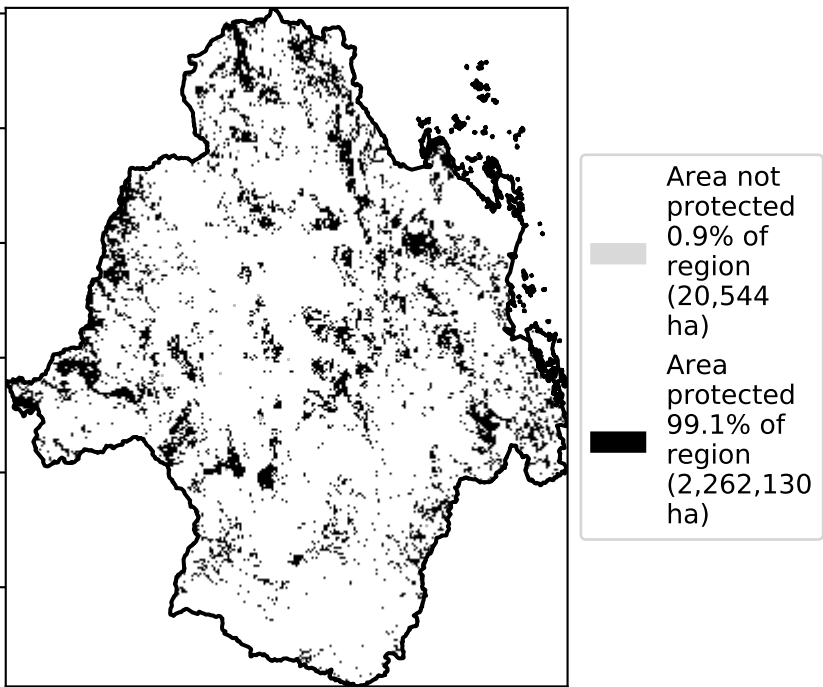 Area not
protected
0.9% of
region
(20,544
ha)
Area
protected
99.1% of
region
(2,262,130
ha)